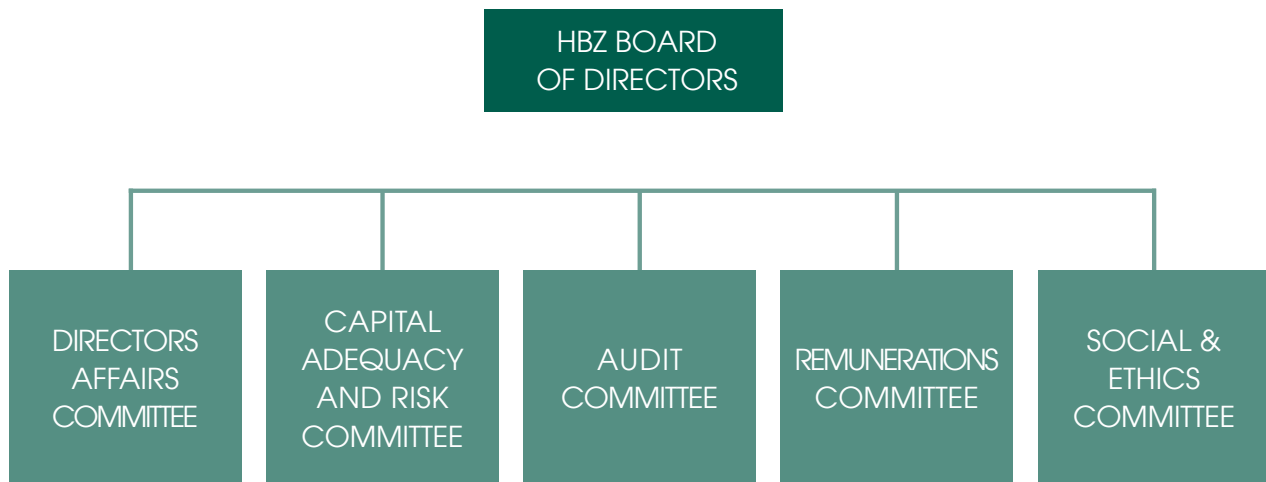 HBZ BOARD
OF DIRECTORS
DIRECTORS
AFFAIRS
COMMITTEE
CAPITAL
ADEQUACY
AND RISK
COMMITTEE
AUDIT
COMMITTEE
REMUNERATIONS
COMMITTEE
SOCIAL &
ETHICS
COMMITTEE